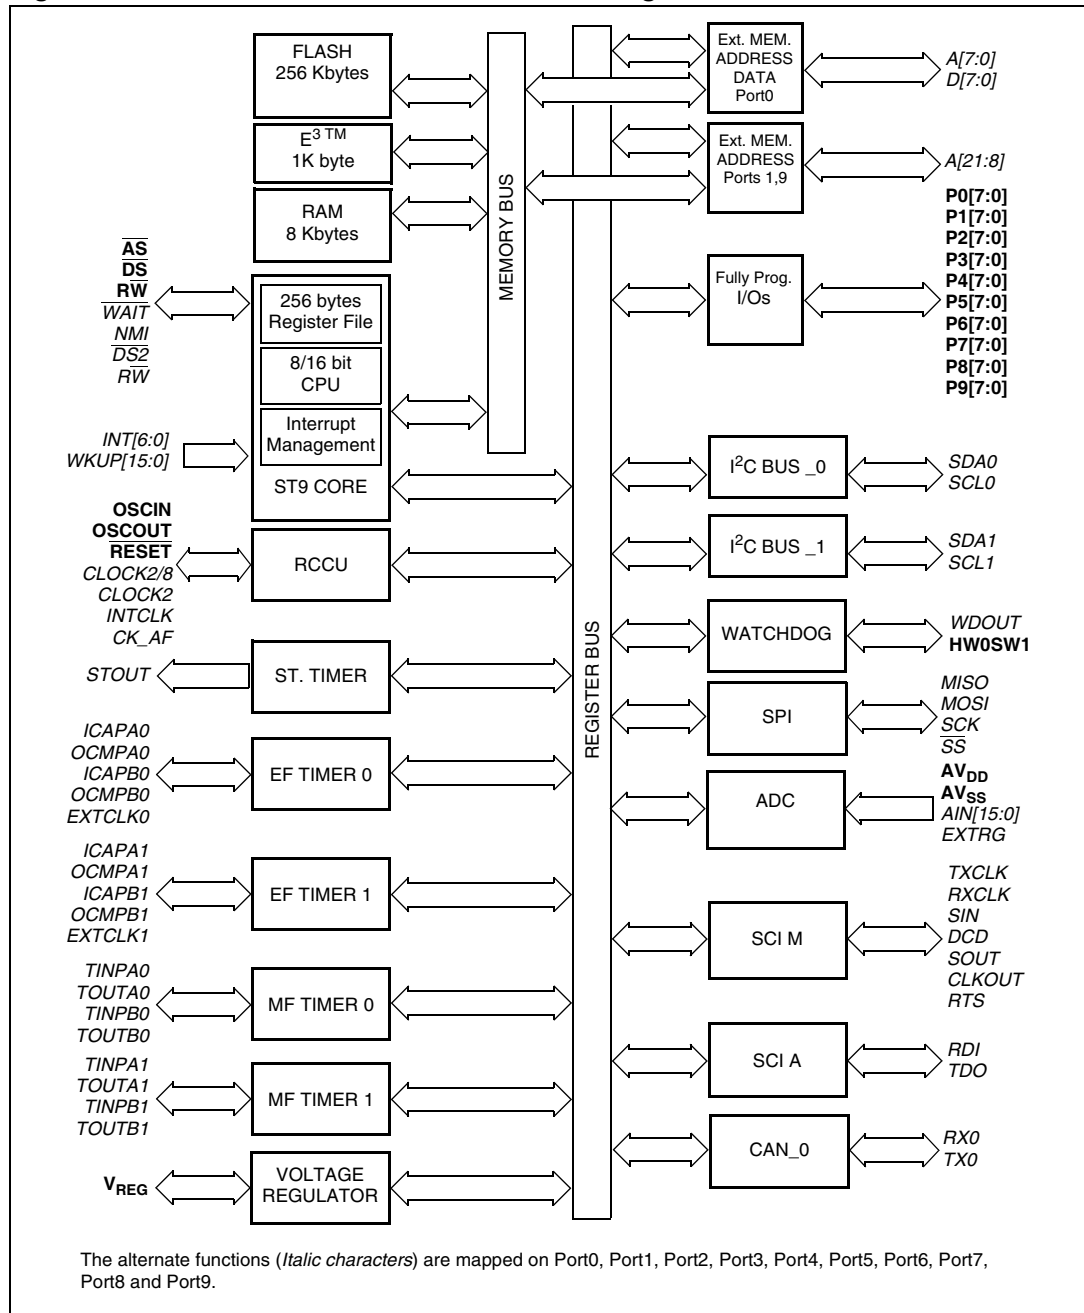 FLASH
256 Kbytes
E3 TM
1K byte
RAM
8 Kbytes
AS
DS
RW
WAIT
NMI
DS2
RW
256 bytes
Register File
8/16 bit
CPU
Interrupt
Management
ST9 CORE
INT[6:0]
WKUP[15:0]
OSCIN
OSCOUT
RESET
CLOCK2/8
CLOCK2
INTCLK
CK_AF
RCCU
STOUT
ST. TIMER
ICAPA0
OCMPA0
ICAPB0
OCMPB0
EXTCLK0
EF TIMER 0
ICAPA1
OCMPA1
ICAPB1
OCMPB1
EXTCLK1
EF TIMER 1
TINPA0
TOUTA0
TINPB0
TOUTB0
MF TIMER 0
TINPA1
TOUTA1
TINPB1
TOUTB1
MF TIMER 1
VREG
VOLTAGE
REGULATOR
MEMORY BUS
REGISTER BUS
Ext. MEM.
ADDRESS
DATA
Port0
A[7:0]
D[7:0]
Ext. MEM.
ADDRESS
Ports 1,9
A[21:8]
Fully Prog.
I/Os
P0[7:0]
P1[7:0]
P2[7:0]
P3[7:0]
P4[7:0]
P5[7:0]
P6[7:0]
P7[7:0]
P8[7:0]
P9[7:0]
I2C BUS _0
SDA0
SCL0
I2C BUS _1
SDA1
SCL1
WATCHDOG
WDOUT
HW0SW1
SPI
MISO
MOSI
SCK
SS
ADC
AVDD
AVSS
AIN[15:0]
EXTRG
SCI M
TXCLK
RXCLK
SIN
DCD
SOUT
CLKOUT
RTS
SCI A
RDI
TDO
CAN_0
RX0
TX0
The alternate functions (Italic characters) are mapped on Port0, Port1, Port2, Port3, Port4, Port5, Port6, Port7,
Port8 and Port9.